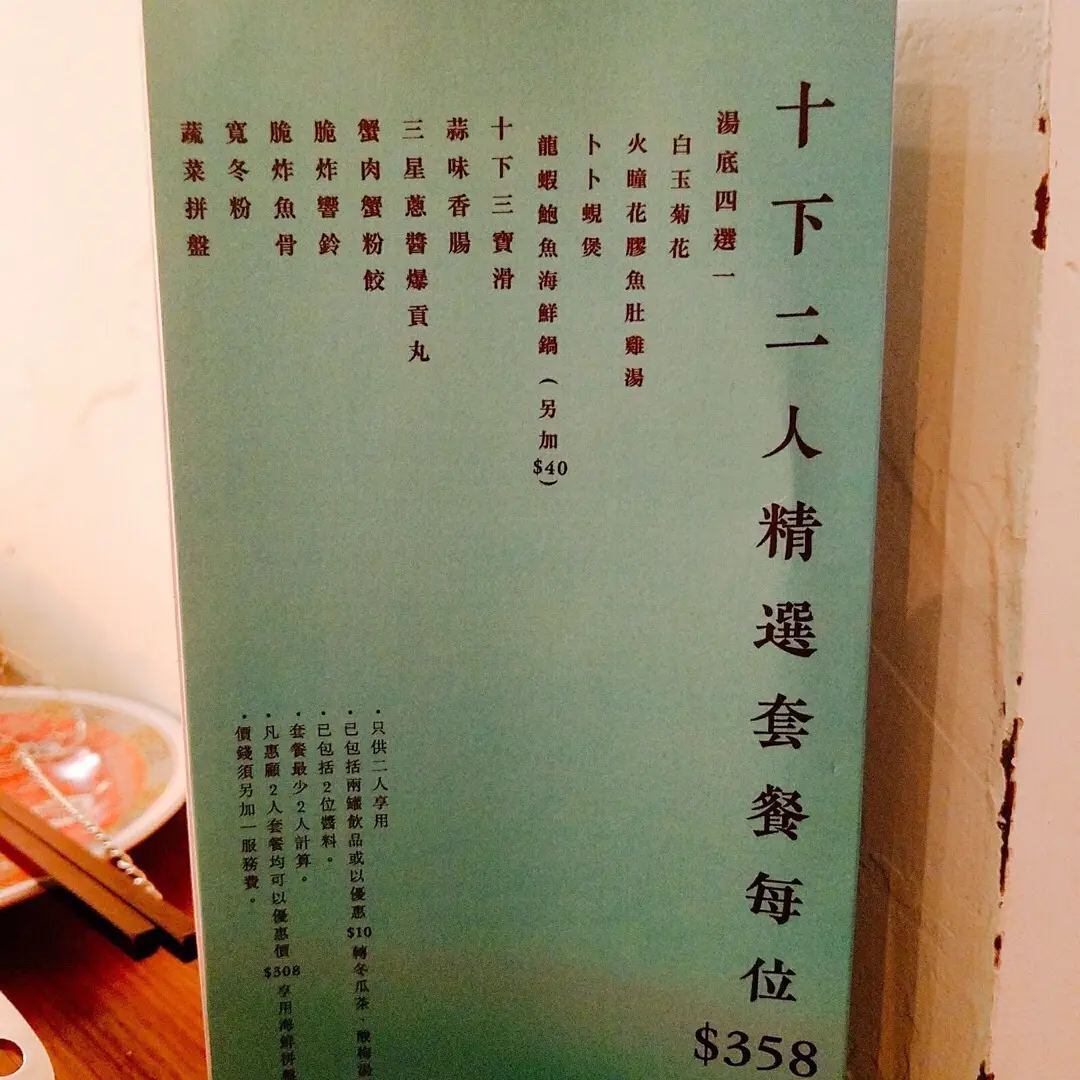 十下二人精選套餐每位$358
湯底四選一
白玉菊花
火瞳花膠魚肚雞湯
卜卜蜆煲
龍蝦鮑魚海鮮鍋（另加$40）
十下三寶滑
蒜味香腸
三星蔥醬爆貢丸
蟹肉蟹粉餃
脆炸響鈴
脆炸魚骨
寬冬粉
蔬菜拼盤
·只供二人享用
·已包括兩罐飲品或以優惠$10轉冬瓜茶、酸梅湯
·已包括2位醬料。
·套餐最少2人計算。
·凡惠顧2人套餐均可以優惠價$308享用海鮮拼盤
·價錢須另加一服務費。